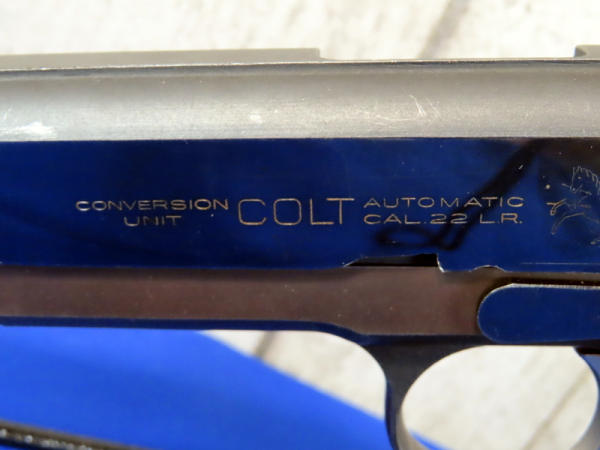 CONVERSION
UNIT
COLT
AUTOMATIC
CAL. 22 L.R.